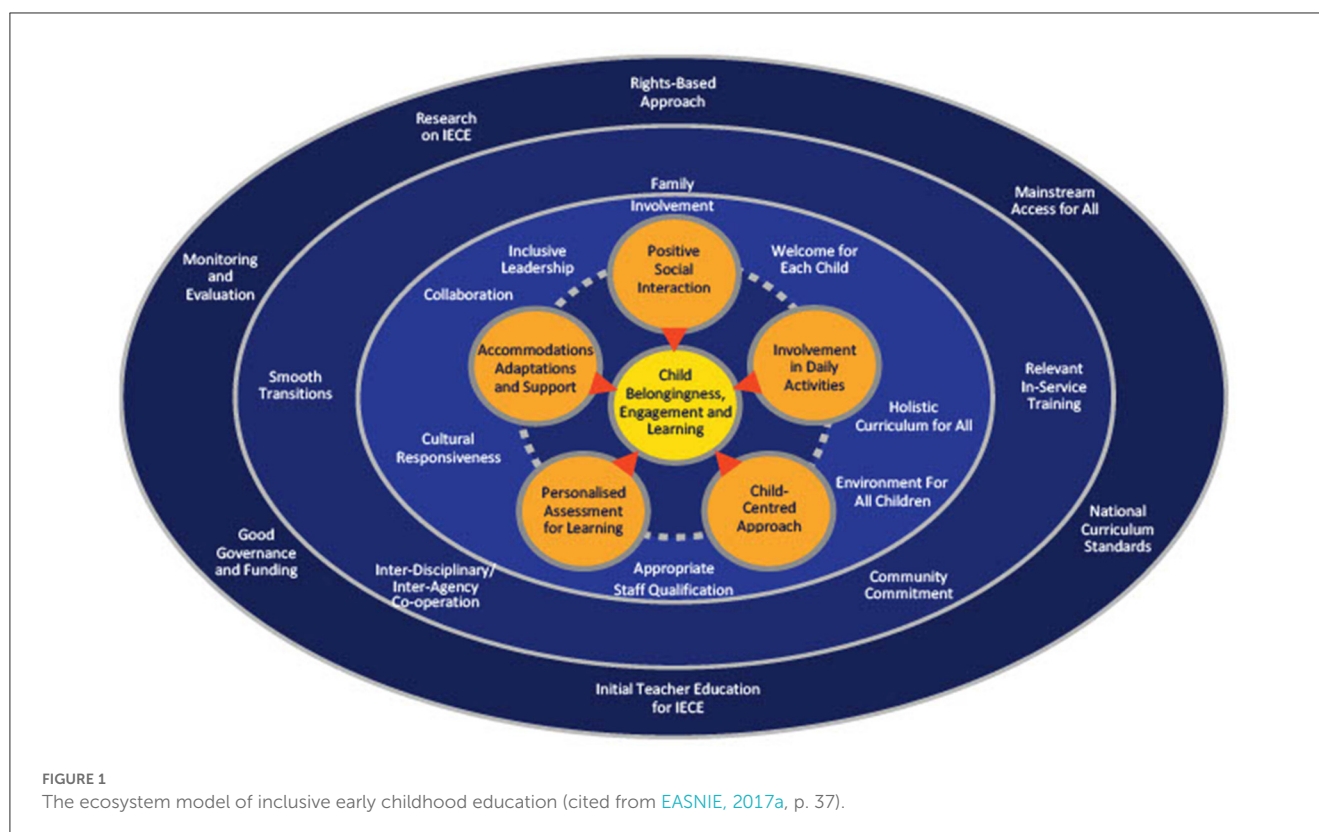 Rights-Based
Approach
Research
on IECE
Mainstream
Access for All
Monitoring
and
Evaluation
National
Curriculum
Standards
Good
Governance
and Funding
Initial Teacher Education
for IECE
Family
Involvement
Smooth
Transitions
Relevant
In-Service
Training
Inter-Disciplinary/
Inter-Agency
Co-operation
Community
Commitment
Inclusive
Leadership
Welcome for
Each Child
Collaboration
Holistic
Curriculum for All
Cultural
Responsiveness
Environment For
All Children
Appropriate
Staff Qualification
Positive
Social
Interaction
Accommodations
Adaptations
and Support
Involvement
in Daily
Activities
Child
Belongingness,
Engagement and
Learning
Personalised
Assessment
for Learning
Child-
Centred
Approach
FIGURE 1
The ecosystem model of inclusive early childhood education (cited from EASNIE, 2017a, p. 37).